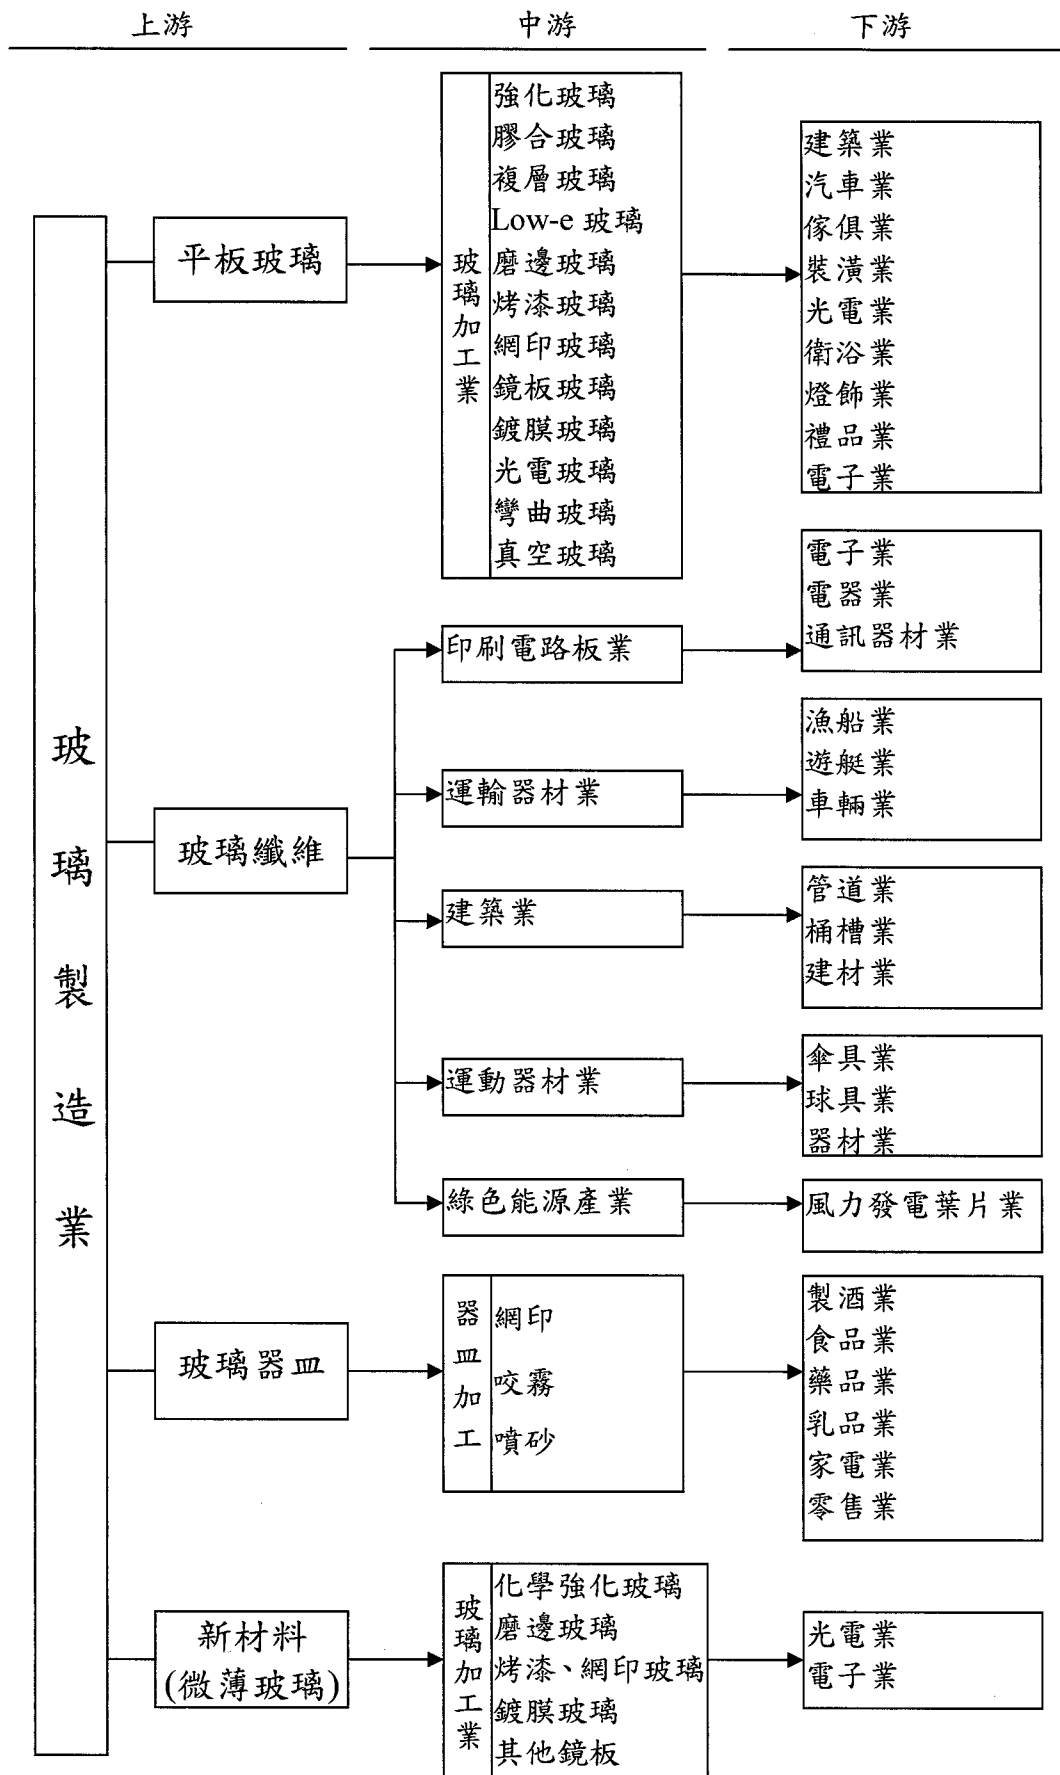 上游
中游
下游
玻璃製造業
平板玻璃
玻璃加工業
強化玻璃
膠合玻璃
複層玻璃
Low-e 玻璃
磨邊玻璃
烤漆玻璃
網印玻璃
鏡板玻璃
鍍膜玻璃
光電玻璃
彎曲玻璃
真空玻璃
建築業
汽車業
傢俱業
裝潢業
光電業
衛浴業
燈飾業
禮品業
電子業
玻璃纖維
印刷電路板業
電子業
電器業
通訊器材業
運輸器材業
漁船業
遊艇業
車輛業
建築業
管道業
桶槽業
建材業
運動器材業
傘具業
球具業
器材業
綠色能源產業
風力發電葉片業
玻璃器皿
器皿加工
網印
咬霧
噴砂
製酒業
食品業
藥品業
乳品業
家電業
零售業
新材料
(微薄玻璃)
玻璃加工業
化學強化玻璃
磨邊玻璃
烤漆、網印玻璃
鍍膜玻璃
其他鏡板
光電業
電子業